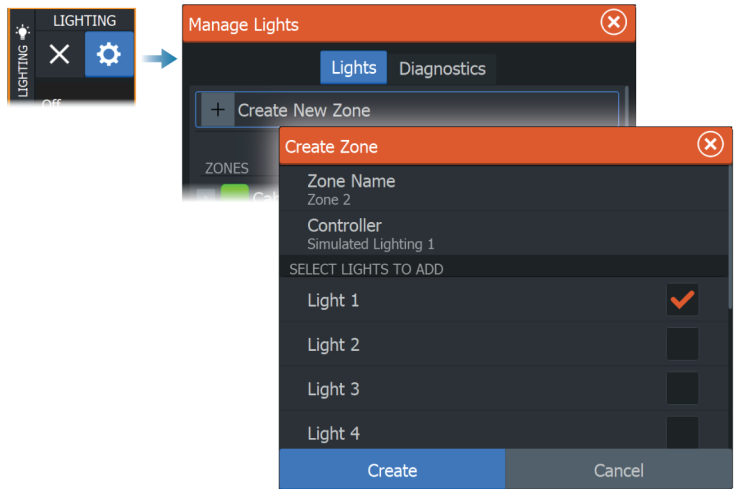 LIGHTING
LIGHTING
Off
Manage Lights
Lights Diagnostics
+ Create New Zone
ZONES
Create Zone
Zone Name
Zone 2
Controller
Simulated Lighting 1
SELECT LIGHTS TO ADD
Light 1
Light 2
Light 3
Light 4
Create Cancel